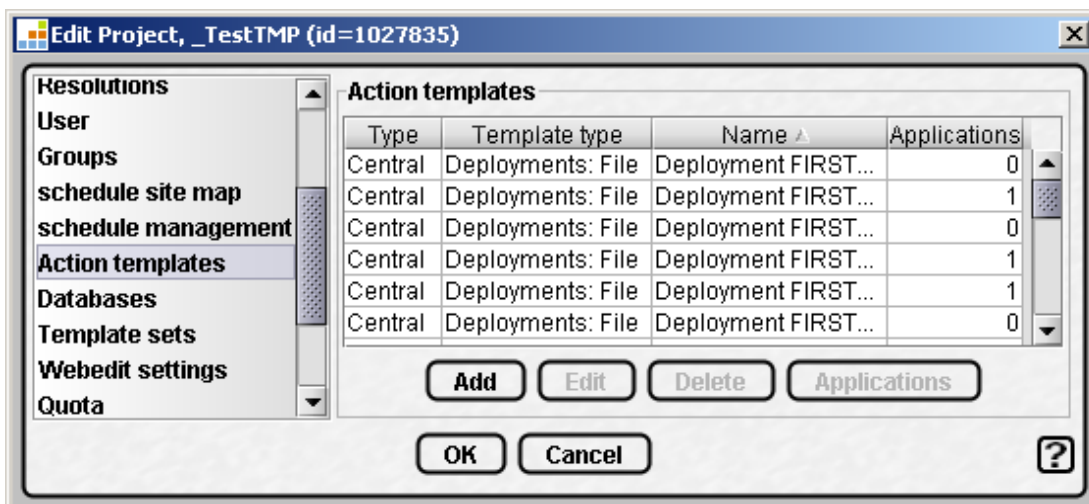 Edit Project, _TestTMP (id=1027835)
Resolutions
User
Groups
schedule site map
schedule management
Action templates
Databases
Template sets
Webedit settings
Quota
Action templates
Type Template type Name Applications
Central Deployments: File Deployment FIRST... 0
Central Deployments: File Deployment FIRST... 1
Central Deployments: File Deployment FIRST... 0
Central Deployments: File Deployment FIRST... 1
Central Deployments: File Deployment FIRST... 1
Central Deployments: File Deployment FIRST... 0
Add Edit Delete Applications
OK Cancel ?